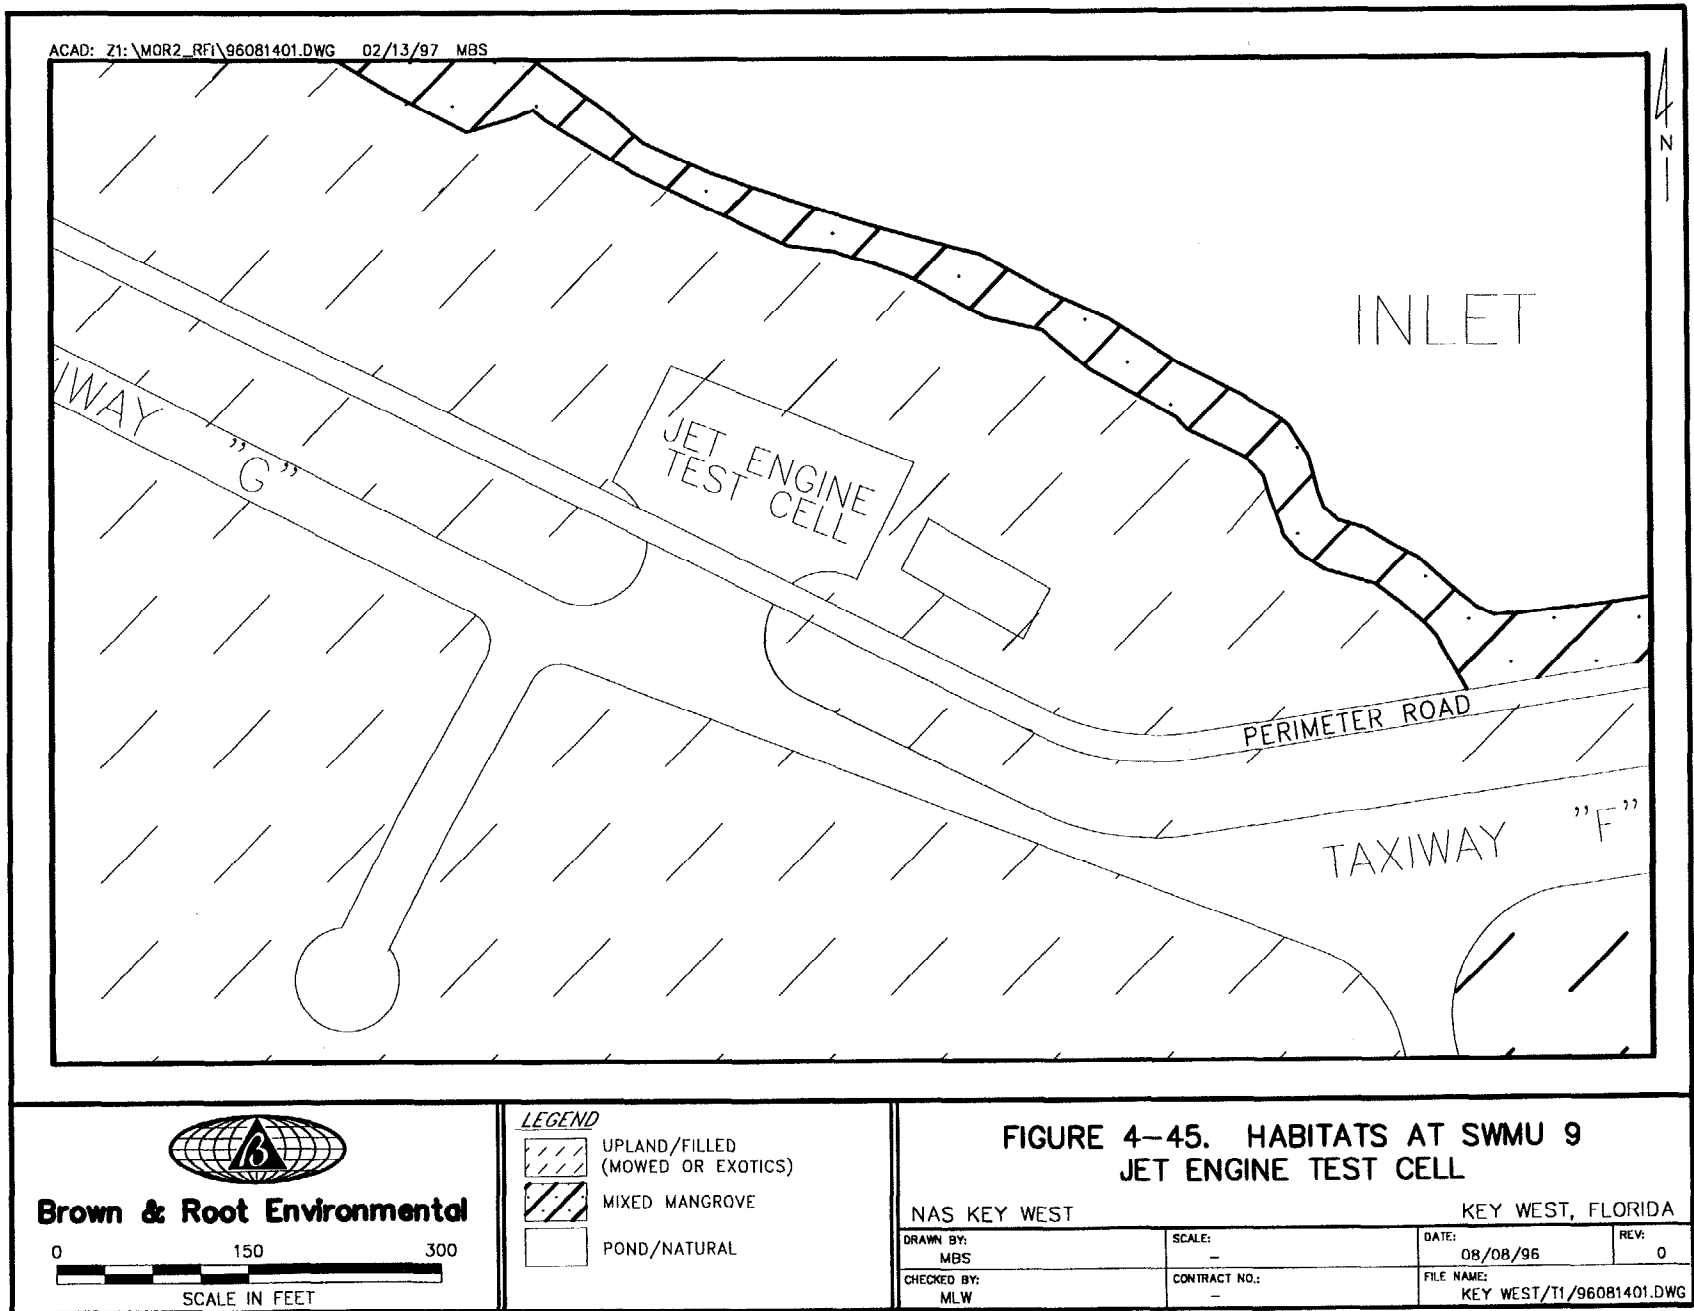 ACAD: Z1:\MOR2_RFI\96081401.DWG 02/13/97 MBS
N
INLET
IWAY "G"
JET ENGINE
TEST CELL
PERIMETER ROAD
TAXIWAY "F"
Brown & Root Environmental
0 150 300
SCALE IN FEET
LEGEND
UPLAND/FILLED
(MOWED OR EXOTICS)
MIXED MANGROVE
POND/NATURAL
FIGURE 4-45. HABITATS AT SWMU 9
JET ENGINE TEST CELL
NAS KEY WEST
KEY WEST, FLORIDA
DRAWN BY:
MBS
SCALE:
–
DATE:
08/08/96
REV:
0
CHECKED BY:
MLW
CONTRACT NO.:
–
FILE NAME:
KEY WEST/T1/96081401.DWG